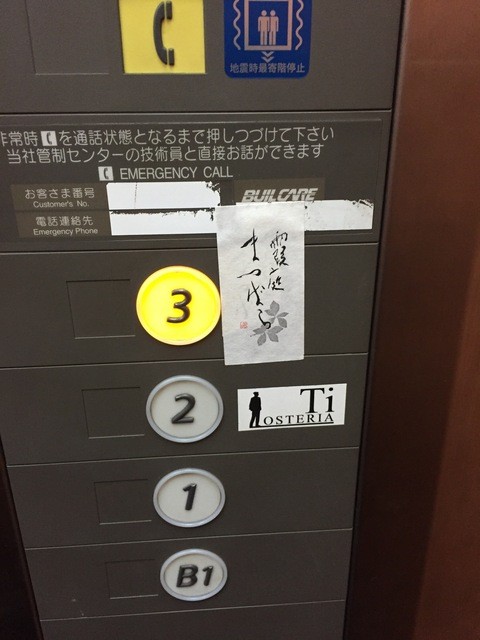 地震時最寄階停止
非常時 を通話状態となるまで押しつづけて下さい
当社管制センターの技術員と直接お話ができます
EMERGENCY CALL
お客さま番号
Customer's No.
BUILCARE
電話連絡先
Emergency Phone
3
2
Ti
OSTERIA
1
B1